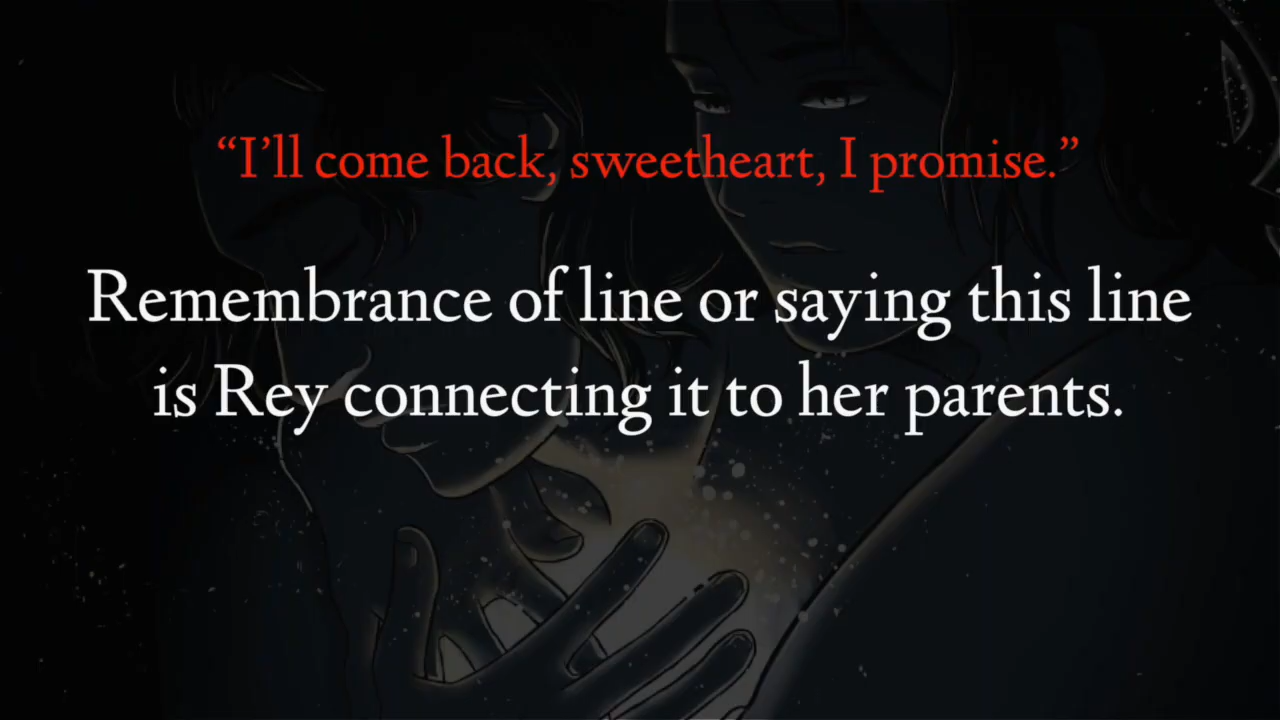 “I’ll come back, sweetheart, I promise.”
Remembrance of line or saying this line
is Rey connecting it to her parents.